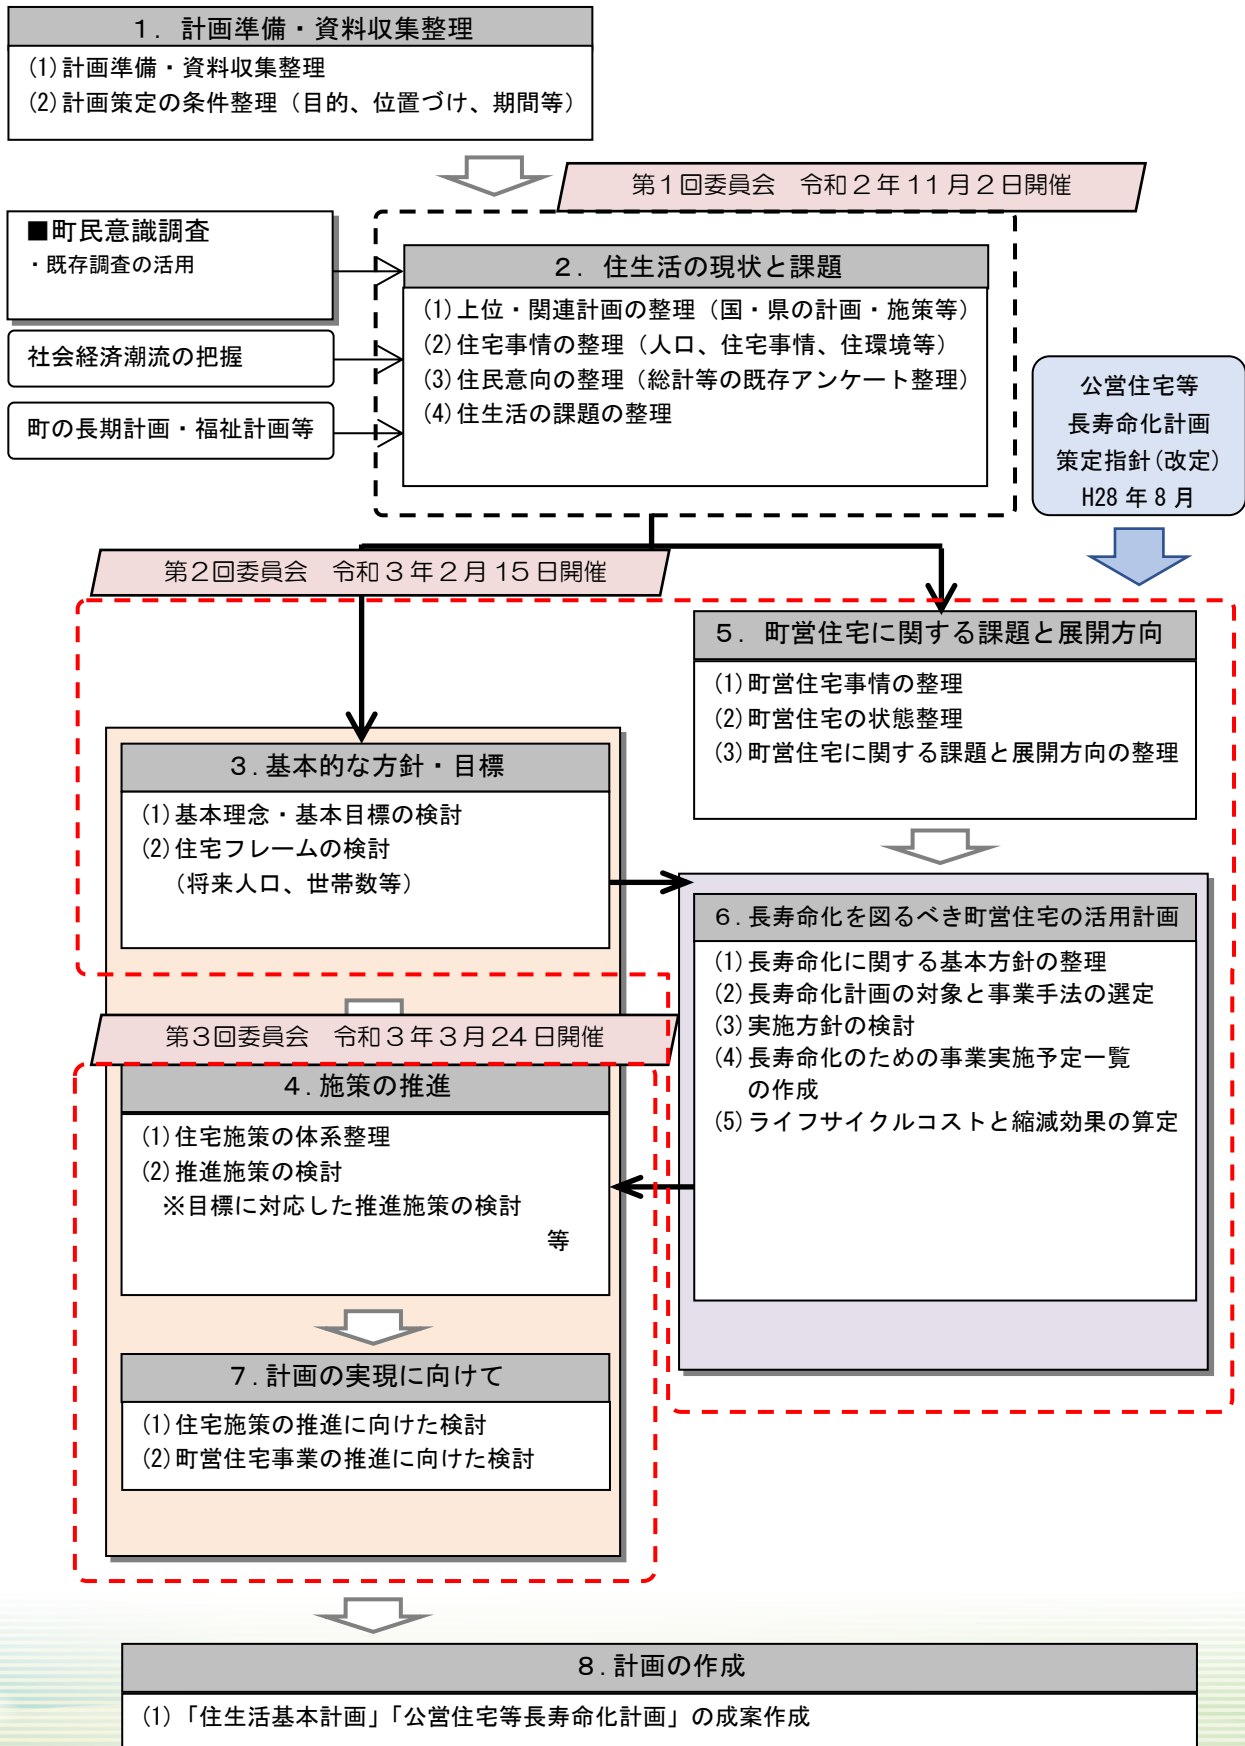 １．計画準備・資料収集整理
(1)計画準備・資料収集整理
(2)計画策定の条件整理（目的、位置づけ、期間等）
第１回委員会　令和２年 11 月２日開催
■町民意識調査
・既存調査の活用
社会経済潮流の把握
町の長期計画・福祉計画等
２．住生活の現状と課題
(1)上位・関連計画の整理（国・県の計画・施策等）
(2)住宅事情の整理（人口、住宅事情、住環境等）
(3)住民意向の整理（総計等の既存アンケート整理）
(4)住生活の課題の整理
公営住宅等
長寿命化計画
策定指針(改定)
H28 年 8 月
第２回委員会　令和３年２月 15 日開催
５．町営住宅に関する課題と展開方向
(1)町営住宅事情の整理
(2)町営住宅の状態整理
(3)町営住宅に関する課題と展開方向の整理
３.基本的な方針・目標
(1)基本理念・基本目標の検討
(2)住宅フレームの検討
（将来人口、世帯数等）
６.長寿命化を図るべき町営住宅の活用計画
(1)長寿命化に関する基本方針の整理
(2)長寿命化計画の対象と事業手法の選定
(3)実施方針の検討
(4)長寿命化のための事業実施予定一覧
の作成
(5)ライフサイクルコストと縮減効果の算定
第３回委員会　令和３年３月 24 日開催
４.施策の推進
(1)住宅施策の体系整理
(2)推進施策の検討
※目標に対応した推進施策の検討
等
７.計画の実現に向けて
(1)住宅施策の推進に向けた検討
(2)町営住宅事業の推進に向けた検討
８.計画の作成
(1)「住生活基本計画」「公営住宅等長寿命化計画」の成案作成